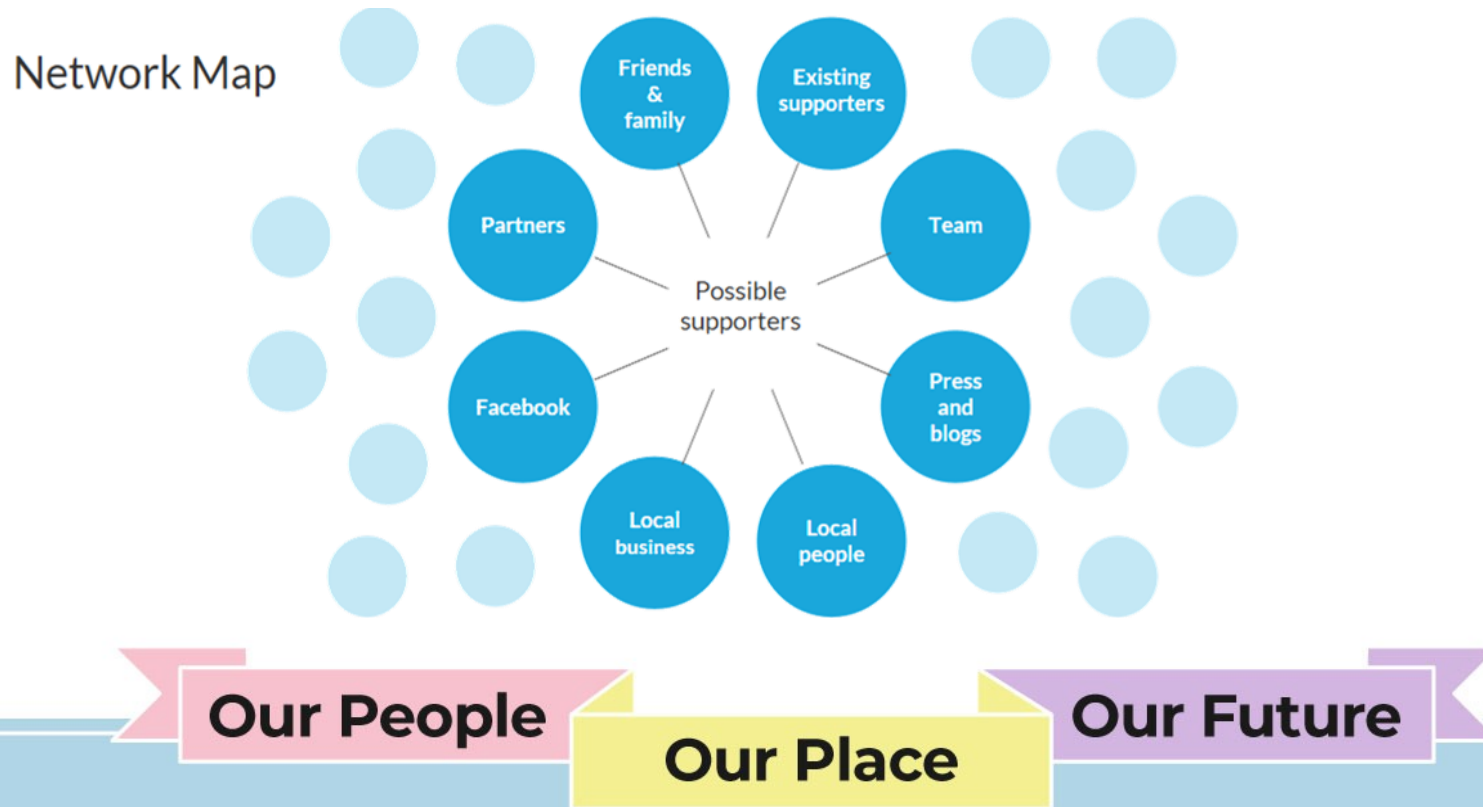 Network Map
Friends
&
family
Existing
supporters
Partners
Team
Possible
supporters
Facebook
Press
and
blogs
Local
business
Local
people
Our People
Our Place
Our Future